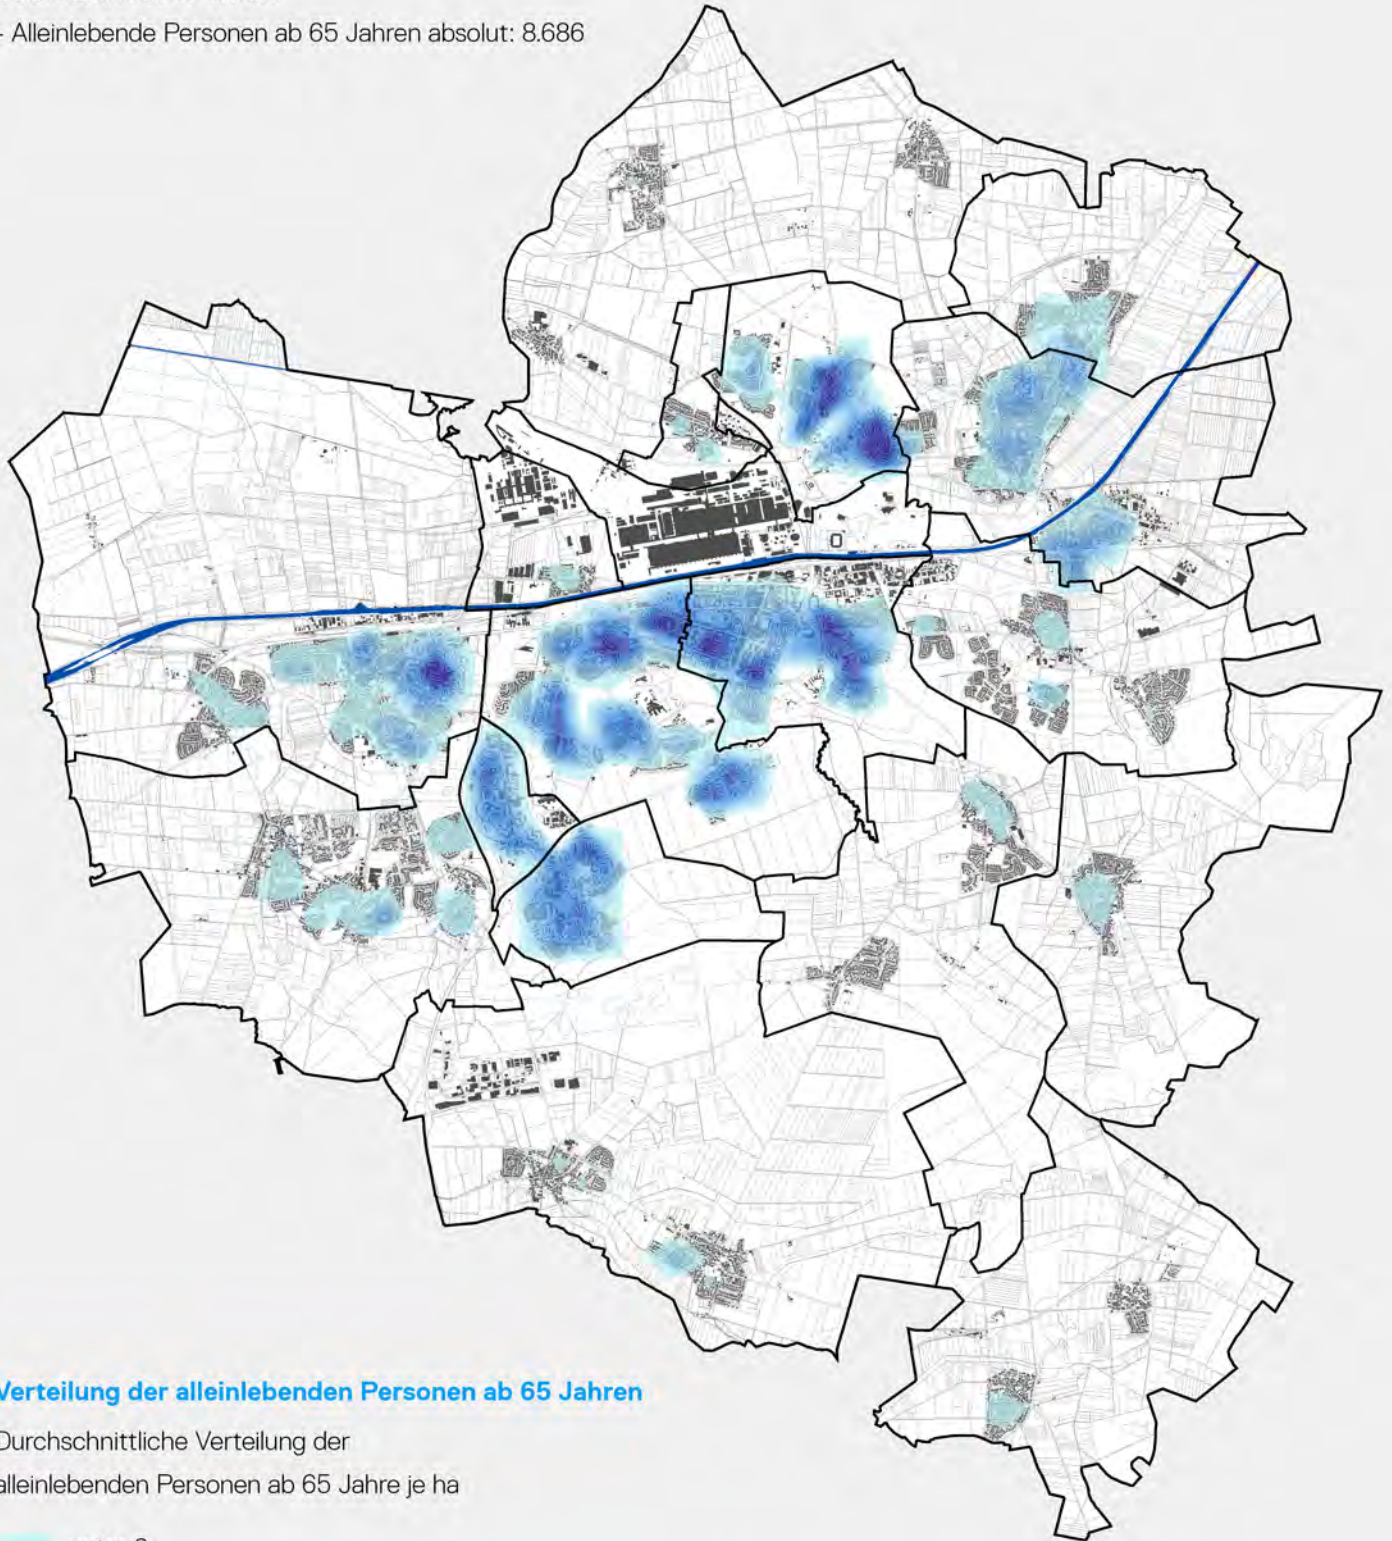 - Alleinlebende Personen ab 65 Jahren absolut: 8.686
Verteilung der alleinlebenden Personen ab 65 Jahren
Durchschnittliche Verteilung der
alleinlebenden Personen ab 65 Jahre je ha